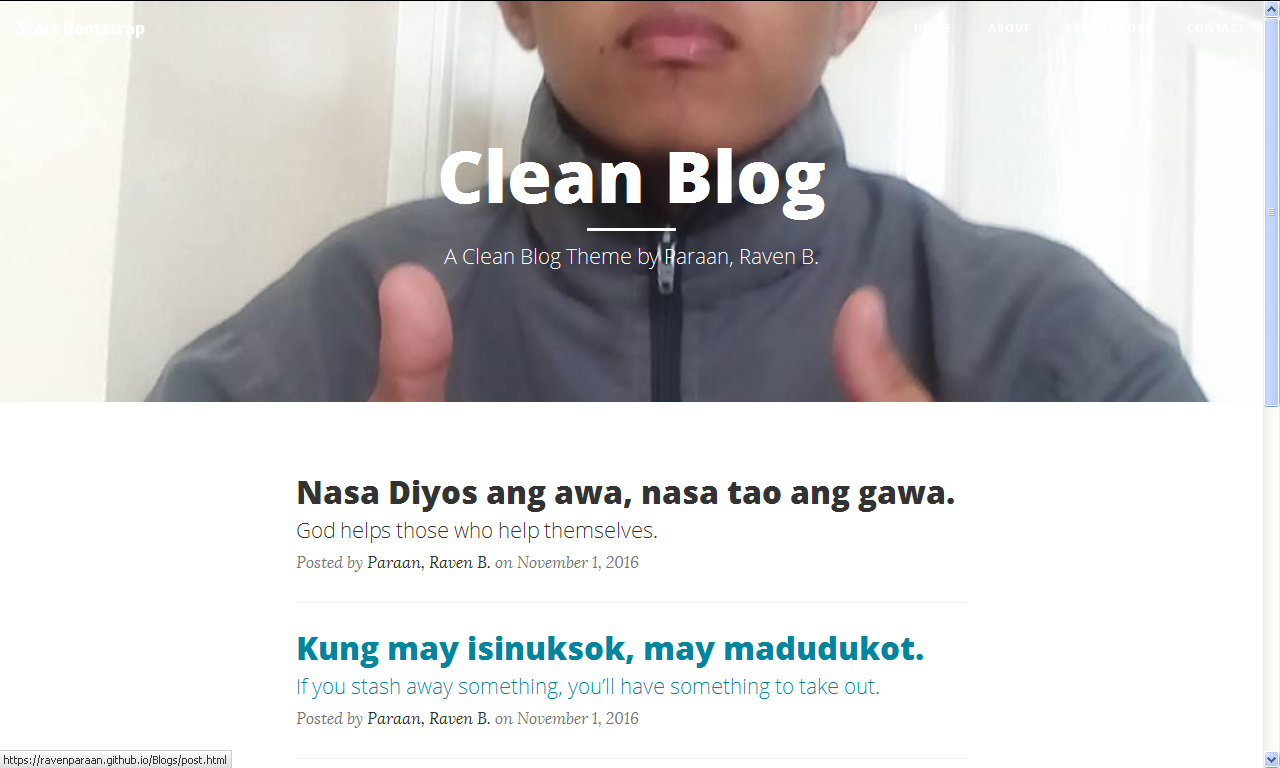 Start Bootstrap
HOME ABOUT SAMPLE POST CONTACT
Clean Blog
A Clean Blog Theme by Paraan, Raven B.
Nasa Diyos ang awa, nasa tao ang gawa.
God helps those who help themselves.
Posted by Paraan, Raven B. on November 1, 2016
Kung may isinuksok, may madudukot.
If you stash away something, you’ll have something to take out.
Posted by Paraan, Raven B. on November 1, 2016
https://ravenparaan.github.io/Blogs/post.html